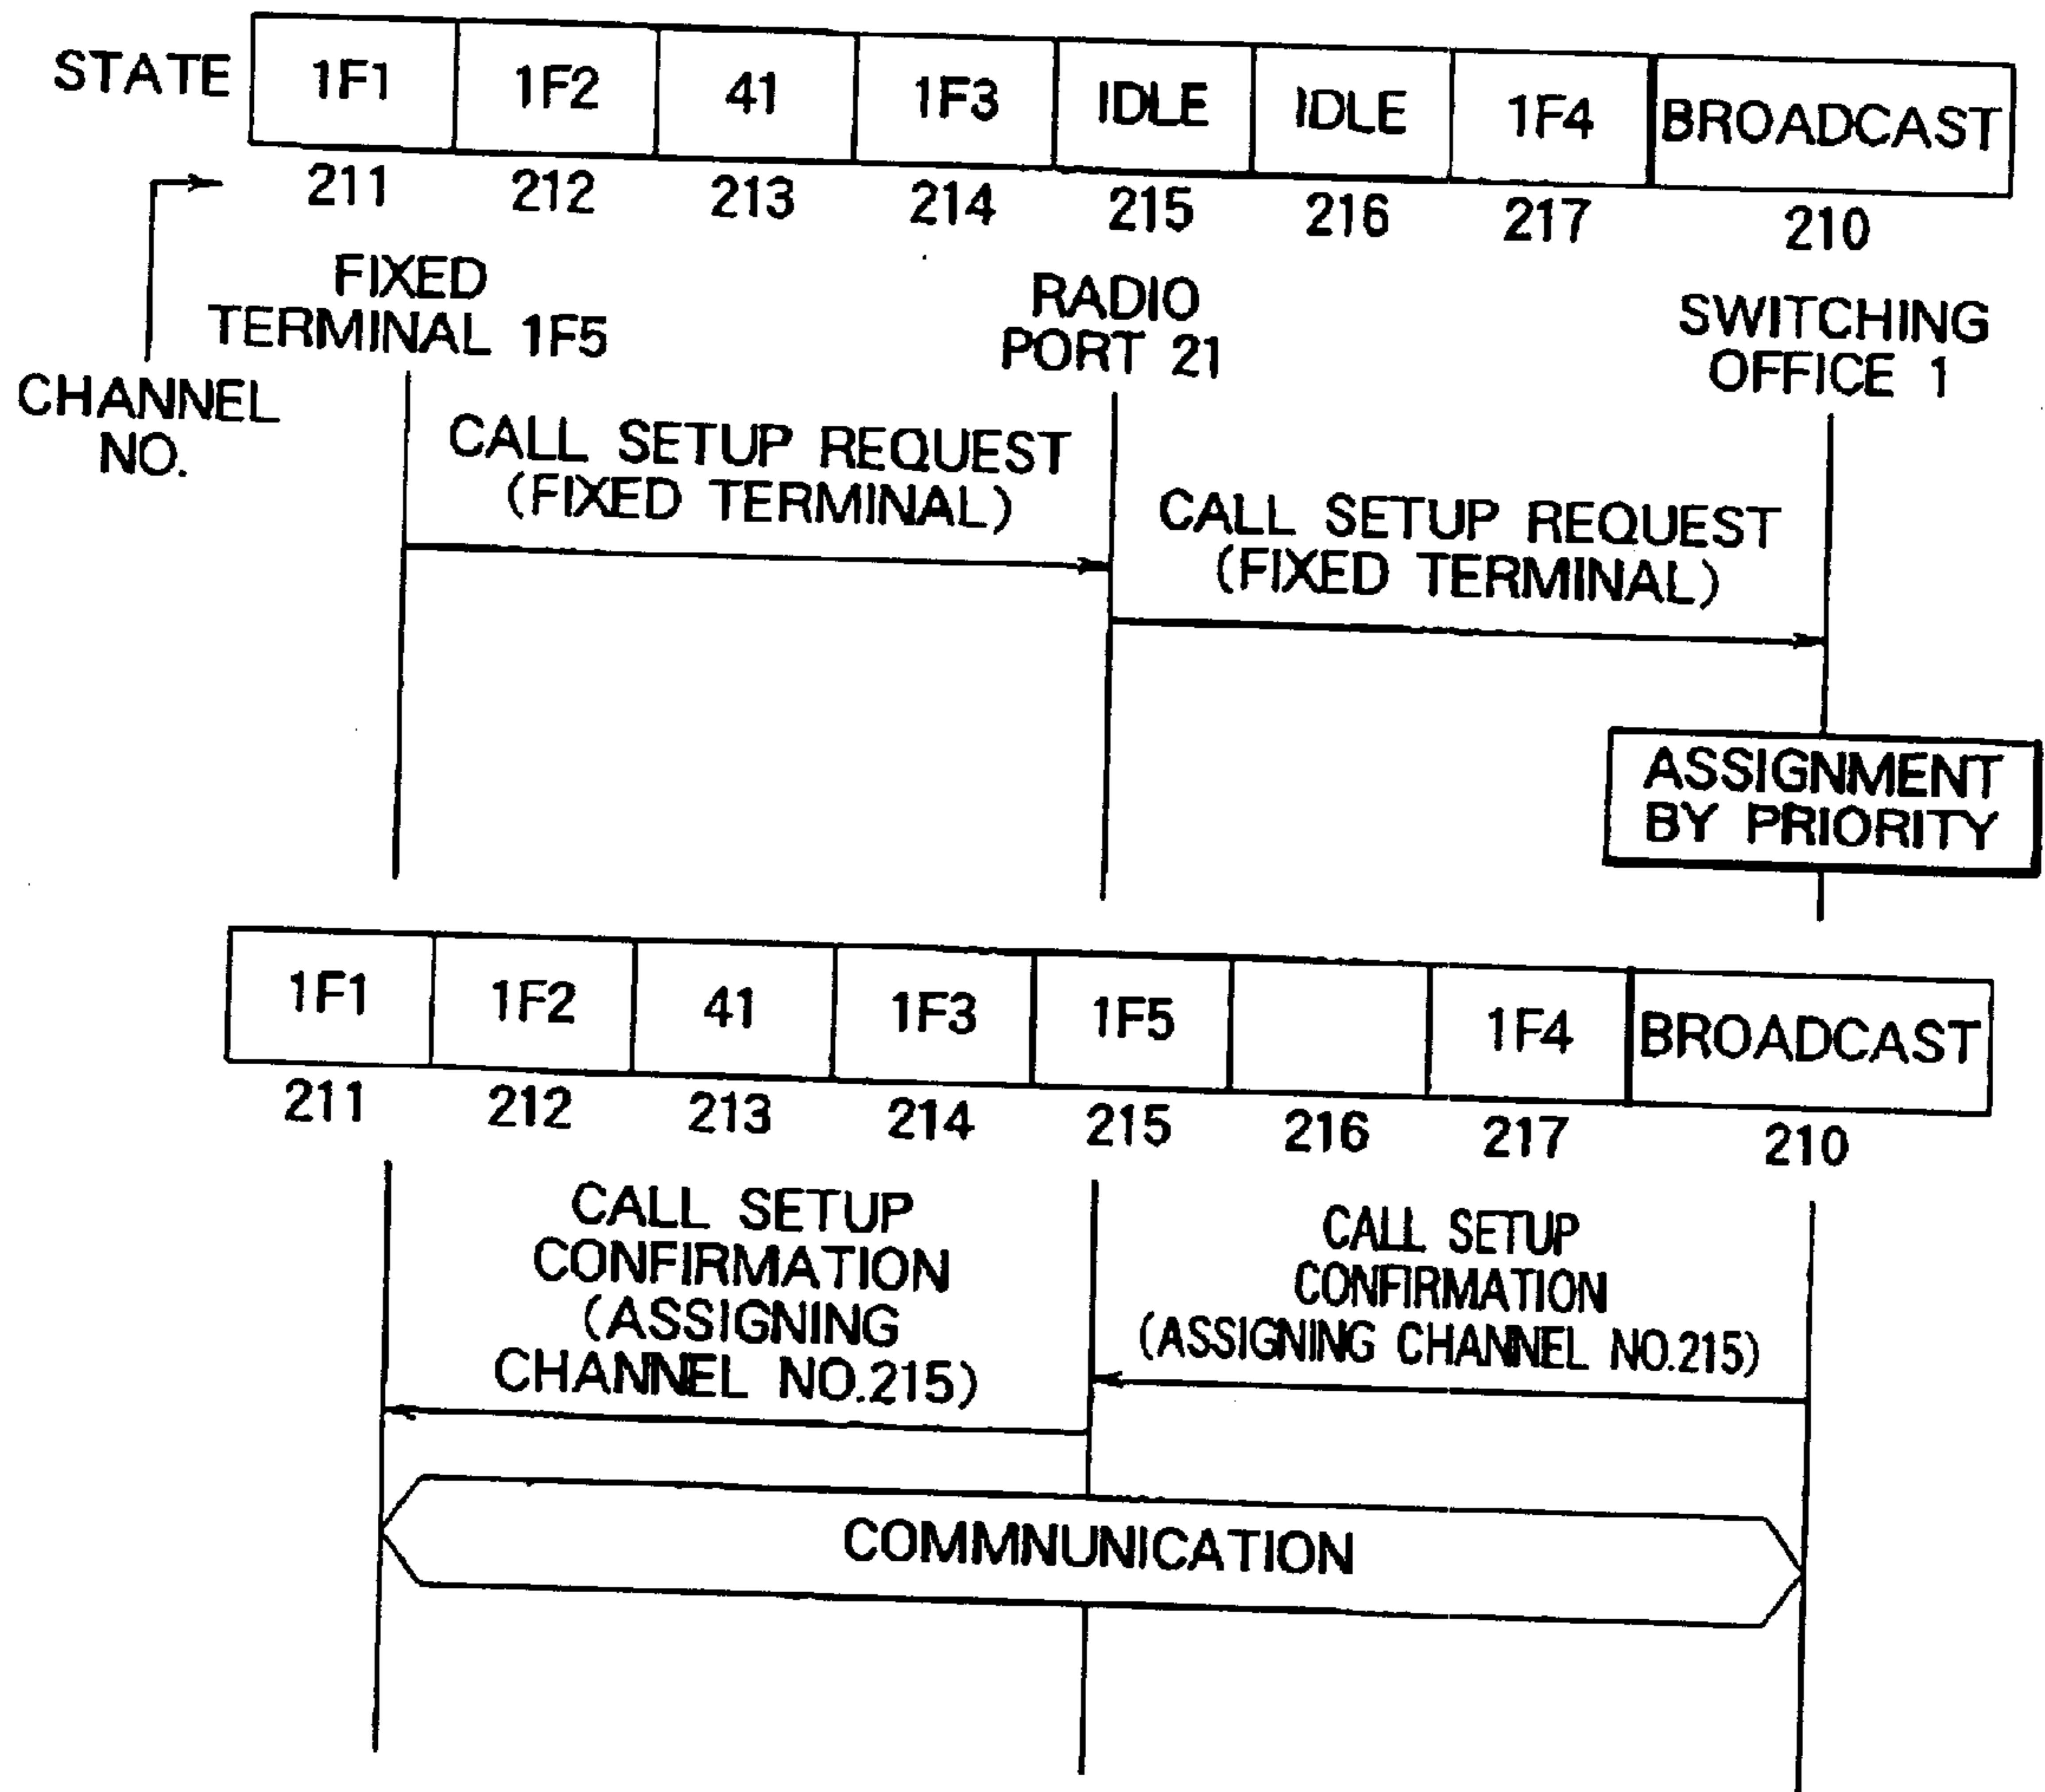 STATE 1F1 1F2 41 1F3 IDLE IDLE 1F4 BROADCAST
211 212 213 214 215 216 217 210
CHANNEL
NO.
FIXED
TERMINAL 1F5
RADIO
PORT 21
SWITCHING
OFFICE 1
CALL SETUP REQUEST
(FIXED TERMINAL)
CALL SETUP REQUEST
(FIXED TERMINAL)
ASSIGNMENT
BY PRIORITY
1F1 1F2 41 1F3 1F5 1F4 BROADCAST
211 212 213 214 215 216 217 210
CALL SETUP
CONFIRMATION
(ASSIGNING
CHANNEL NO.215)
CALL SETUP
CONFIRMATION
(ASSIGNING CHANNEL NO.215)
COMMNUNICATION